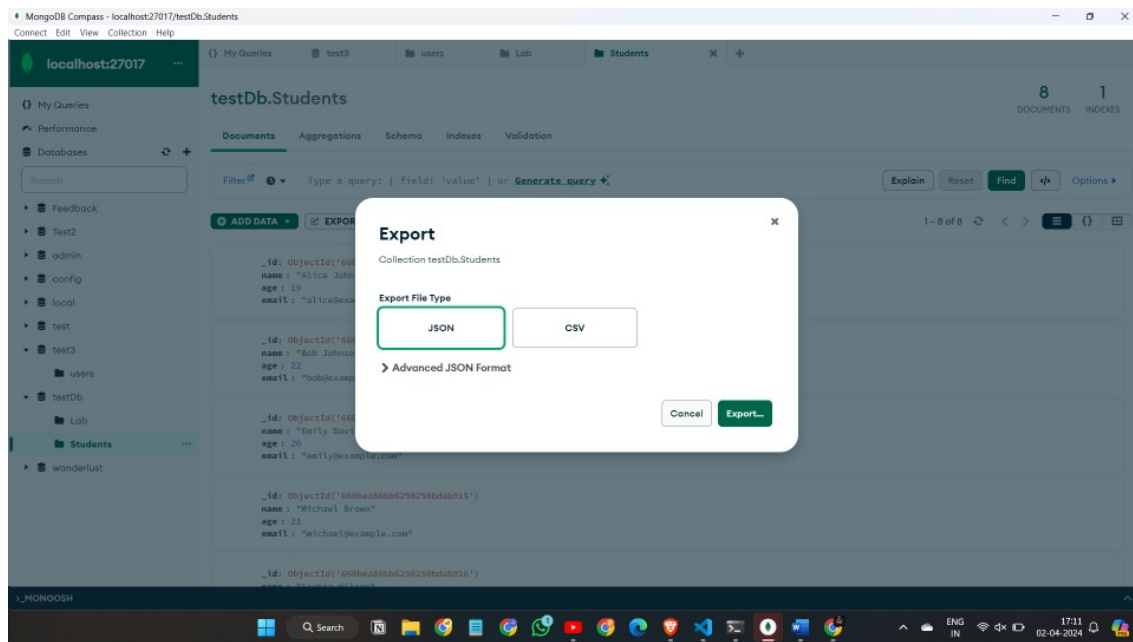 MongoDB Compass - localhost:27017/testDb.Students
Connect Edit View Collection Help
localhost:27017 ...
{} My Queries
test3
users
Lab
Students
My Queries
Performance
Databases
Search
Feedback
Test2
admin
config
local
test
test3
users
testDb
Lab
Students ...
wanderlust
testDb.Students
8 DOCUMENTS
1 INDEXES
Documents Aggregations Schema Indexes Validation
Filter Type a query: { field: 'value' } or Generate query
Explain Reset Find </> Options
ADD DATA EXPOR
1 – 8 of 8
_id: ObjectId('660
name : "Alice John
age : 19
email : "alice@exa
_id: ObjectId('660
name : "Bob Johnso
age : 22
email : "bob@examp
_id: ObjectId('660
name : "Emily Davi
age : 20
email : "emily@example.com"
_id: ObjectId('660bea86bb6290250bdab915')
name : "Michael Brown"
age : 21
email : "michael@example.com"
_id: ObjectId('660bea86bb6290250bdab916')
Export
Collection testDb.Students
Export File Type
JSON
CSV
Advanced JSON Format
Cancel
Export...
>_MONGOSH
Search
ENG
IN
17:11
02-04-2024